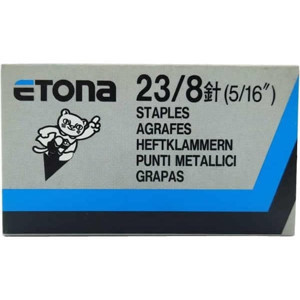 ETONA
23/8針(5/16″)
STAPLES
AGRAFES
HEFTKLAMMERN
PUNTI METALLICI
GRAPAS